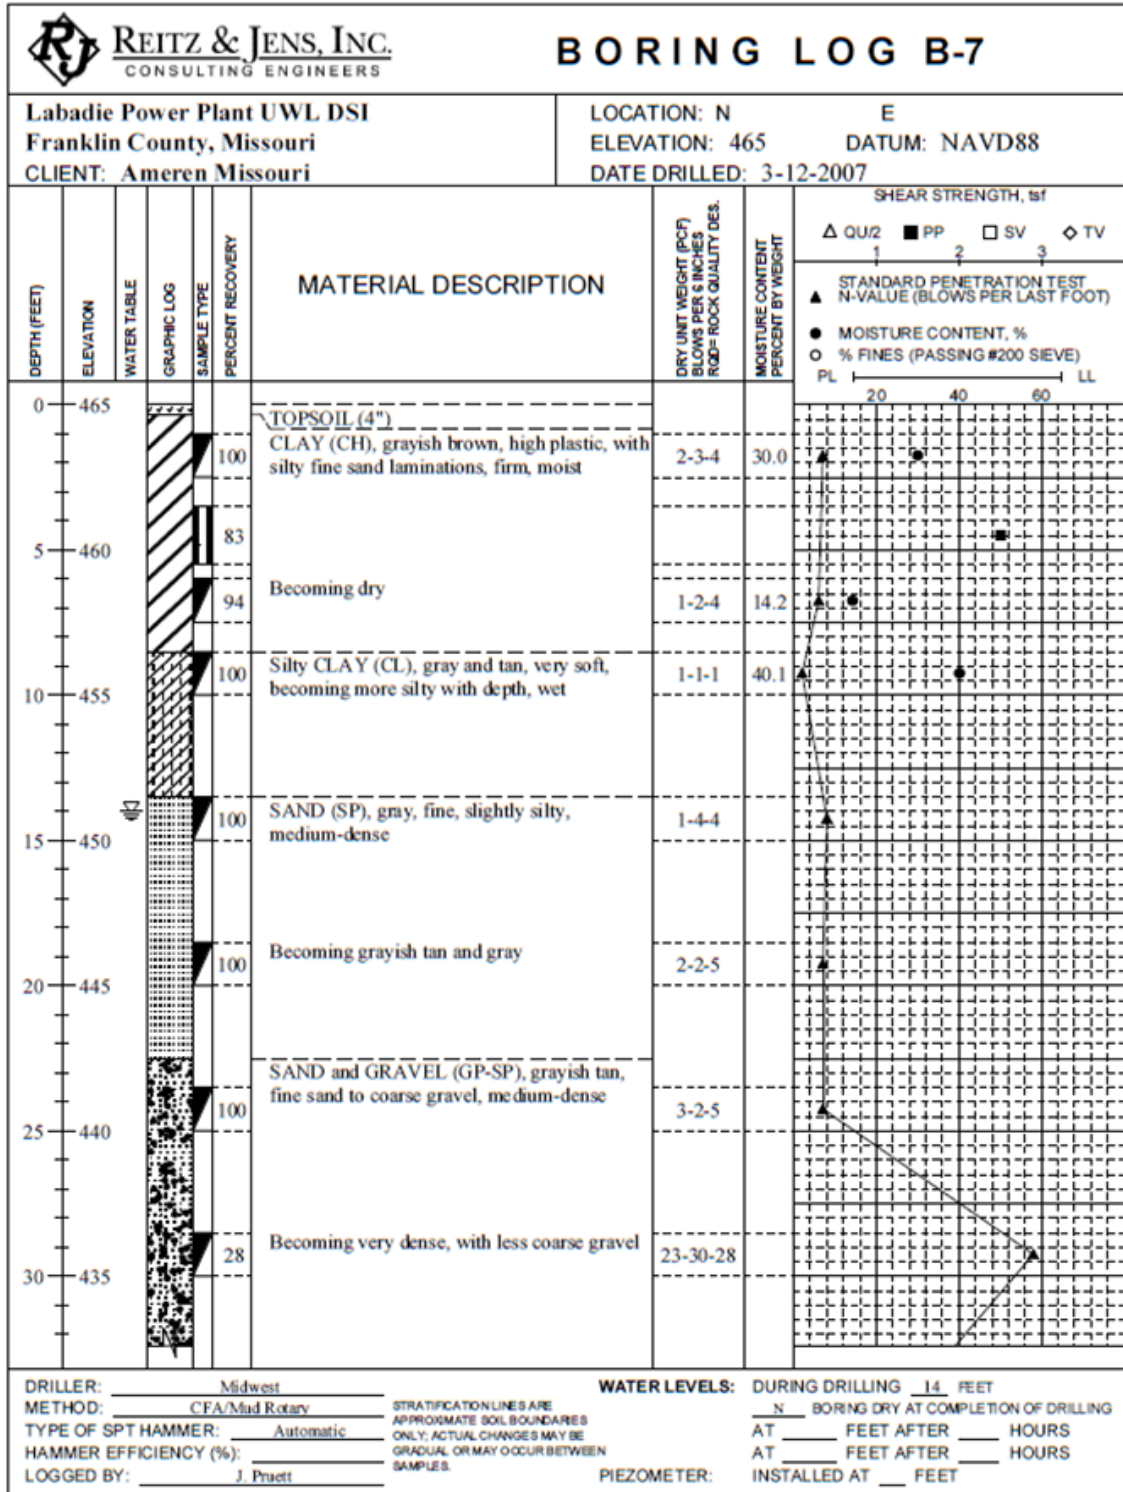 RJ REITZ & JENS, INC.
CONSULTING ENGINEERS
BORING LOG B-7
Labadie Power Plant UWL DSI
Franklin County, Missouri
CLIENT: Ameren Missouri
LOCATION: N E
ELEVATION: 465 DATUM: NAVD88
DATE DRILLED: 3-12-2007
DEPTH (FEET)
ELEVATION
WATER TABLE
GRAPHIC LOG
SAMPLE TYPE
PERCENT RECOVERY
MATERIAL DESCRIPTION
DRY UNIT WEIGHT (PCF)
BLOWS PER 6 INCHES
RQD= ROCK QUALITY DES.
MOISTURE CONTENT
PERCENT BY WEIGHT
SHEAR STRENGTH, tsf
△ QU/2 ■ PP □ SV ◇ TV
1 2 3
▲ STANDARD PENETRATION TEST
N-VALUE (BLOWS PER LAST FOOT)
● MOISTURE CONTENT, %
○ % FINES (PASSING #200 SIEVE)
PL LL
20 40 60
0 465
TOPSOIL (4")
CLAY (CH), grayish brown, high plastic, with
100 silty fine sand laminations, firm, moist 2-3-4 30.0
83
5 460
Becoming dry
94 1-2-4 14.2
Silty CLAY (CL), gray and tan, very soft,
100 becoming more silty with depth, wet 1-1-1 40.1
10 455
SAND (SP), gray, fine, slightly silty,
100 medium-dense 1-4-4
15 450
Becoming grayish tan and gray
100 2-2-5
20 445
SAND and GRAVEL (GP-SP), grayish tan,
fine sand to coarse gravel, medium-dense
100 3-2-5
25 440
Becoming very dense, with less coarse gravel
28 23-30-28
30 435
DRILLER: Midwest
METHOD: CFA/Mud Rotary
TYPE OF SPT HAMMER: Automatic
HAMMER EFFICIENCY (%):
LOGGED BY: J. Pruett
STRATIFICATION LINES ARE
APPROXIMATE SOIL BOUNDARIES
ONLY; ACTUAL CHANGES MAY BE
GRADUAL OR MAY OCCUR BETWEEN
SAMPLES.
WATER LEVELS: DURING DRILLING 14 FEET
N BORING DRY AT COMPLETION OF DRILLING
AT FEET AFTER HOURS
AT FEET AFTER HOURS
PIEZOMETER: INSTALLED AT FEET